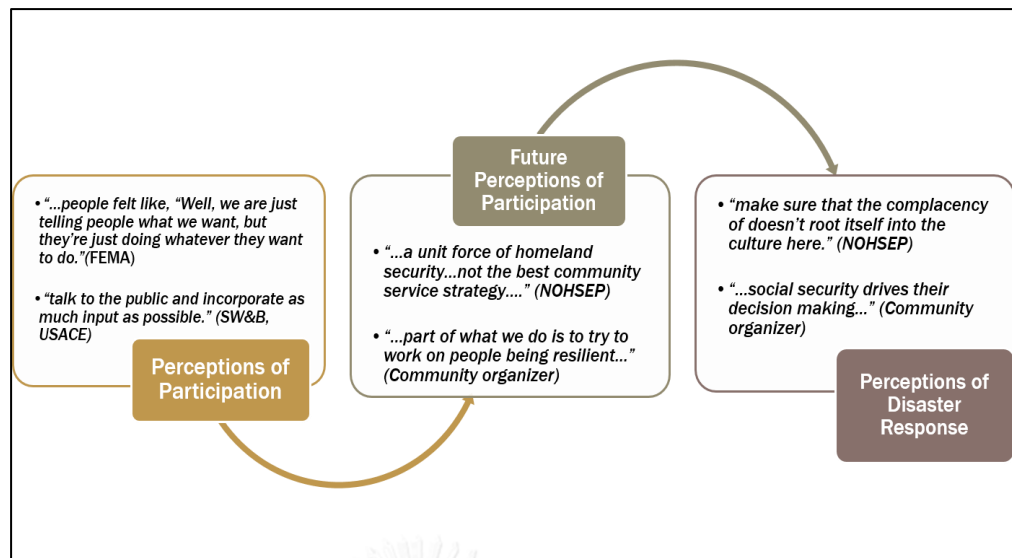 • “…people felt like, “Well, we are just
telling people what we want, but
they’re just doing whatever they want
to do.”(FEMA)
• “talk to the public and incorporate as
much input as possible.” (SW&B,
USACE)
Perceptions of
Participation
Future
Perceptions of
Participation
• “…a unit force of homeland
security…not the best community
service strategy….” (NOHSEP)
• “…part of what we do is to try to
work on people being resilient…”
(Community organizer)
• “make sure that the complacency
of doesn’t root itself into the
culture here.” (NOHSEP)
• “…social security drives their
decision making…” (Community
organizer)
Perceptions of
Disaster
Response